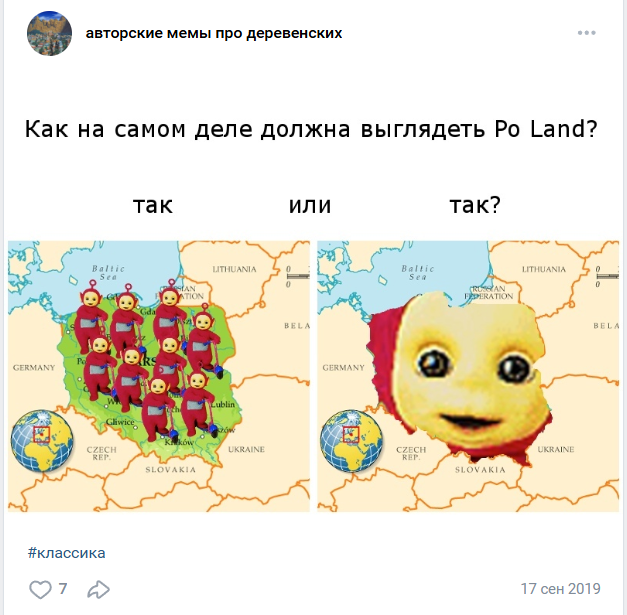 авторские мемы про деревенских
Как на самом деле должна выглядеть Po Land?
так или так?
Baltic
Sea
LITHUANIA
0
RUSSIAN
FEDERATION
GERMANY
Lublin
Gliwice
Kraków
CZECH
REP.
UKRAINE
SLOVAKIA
Baltic
Sea
LITHUANIA
0
RUSSIAN
FEDERATION
BELA
GERMANY
CZECH
REP.
UKRAINE
SLOVAKIA
#классика
7
17 сен 2019